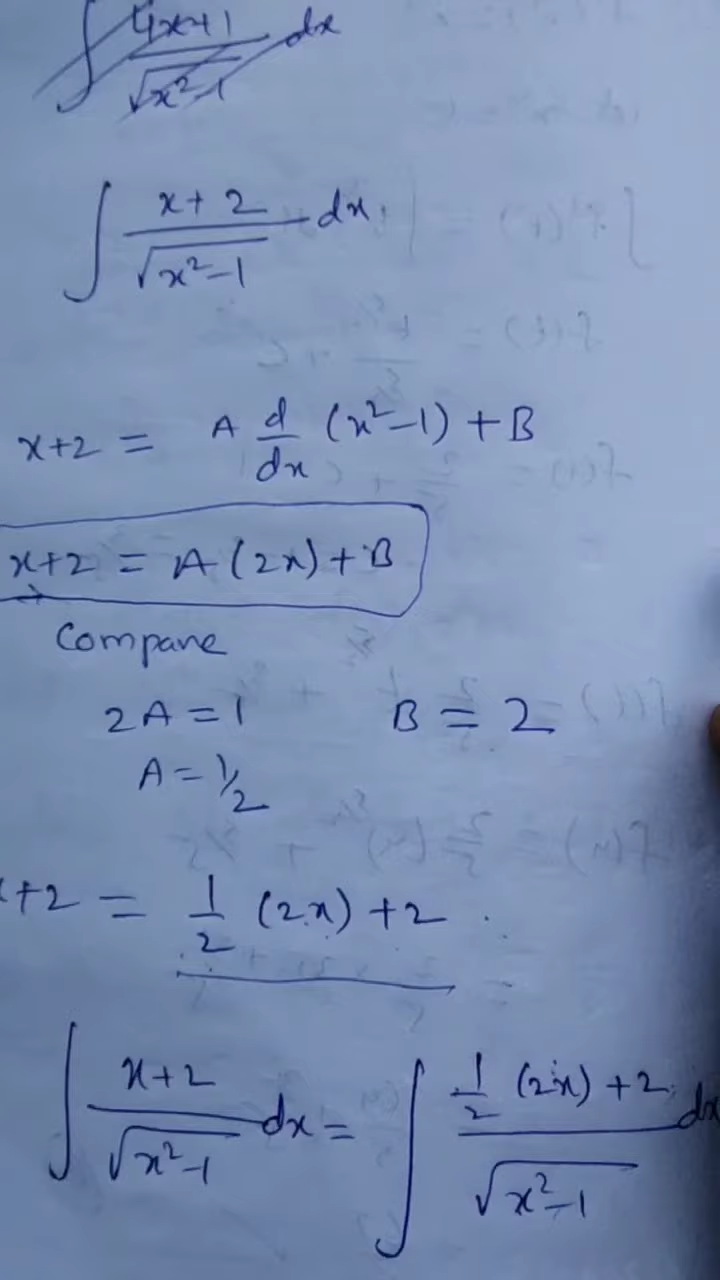 ∫ 4x+1/√x²-1 dx
∫ x+2/√x²-1 dx
x+2 = A d/dx (x²-1) + B
x+2 = A(2x)+B
Compare
2A=1 B=2
A=1/2
x+2 = 1/2 (2x) +2
∫ x+2/√x²-1 dx = ∫ 1/2 (2x) +2/√x²-1 dx